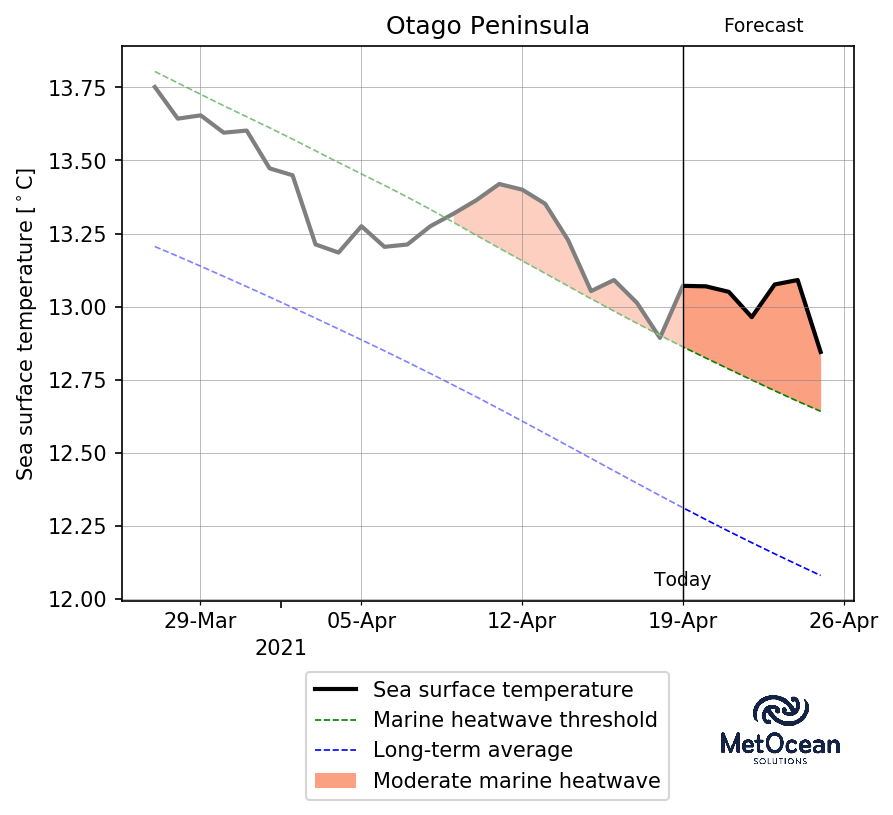 Otago Peninsula
Forecast
Sea surface temperature [°C]
13.75
13.50
13.25
13.00
12.75
12.50
12.25
12.00
Today
29-Mar 05-Apr 12-Apr 19-Apr 26-Apr
2021
Sea surface temperature
Marine heatwave threshold
Long-term average
Moderate marine heatwave
MetOcean
SOLUTIONS